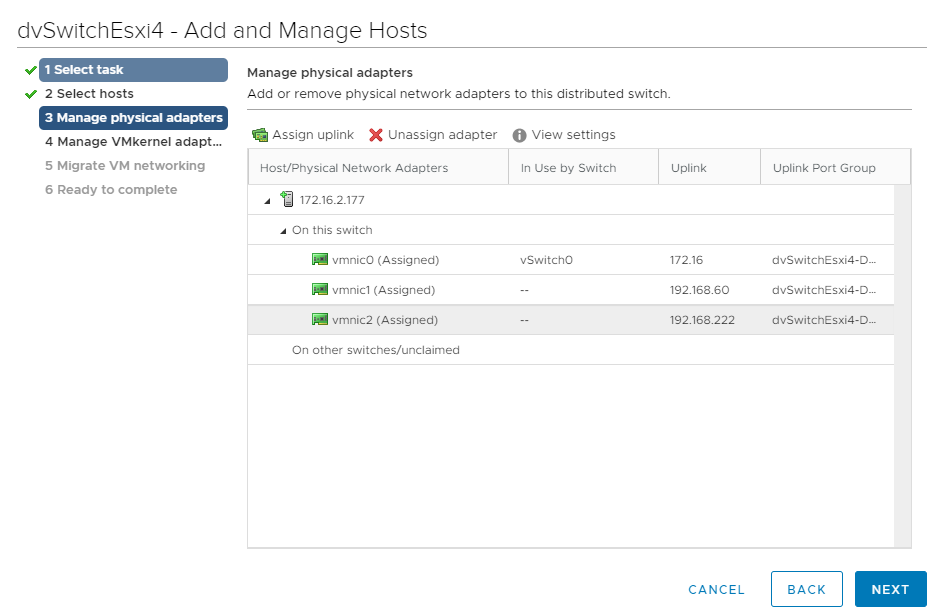 dvSwitchEsxi4 - Add and Manage Hosts
1 Select task
2 Select hosts
3 Manage physical adapters
4 Manage VMkernel adapt...
5 Migrate VM networking
6 Ready to complete
Manage physical adapters
Add or remove physical network adapters to this distributed switch.
Assign uplink Unassign adapter View settings
Host/Physical Network Adapters In Use by Switch Uplink Uplink Port Group
172.16.2.177
On this switch
vmnic0 (Assigned) vSwitch0 172.16 dvSwitchEsxi4-D...
vmnic1 (Assigned) -- 192.168.60 dvSwitchEsxi4-D...
vmnic2 (Assigned) -- 192.168.222 dvSwitchEsxi4-D...
On other switches/unclaimed
CANCEL BACK NEXT